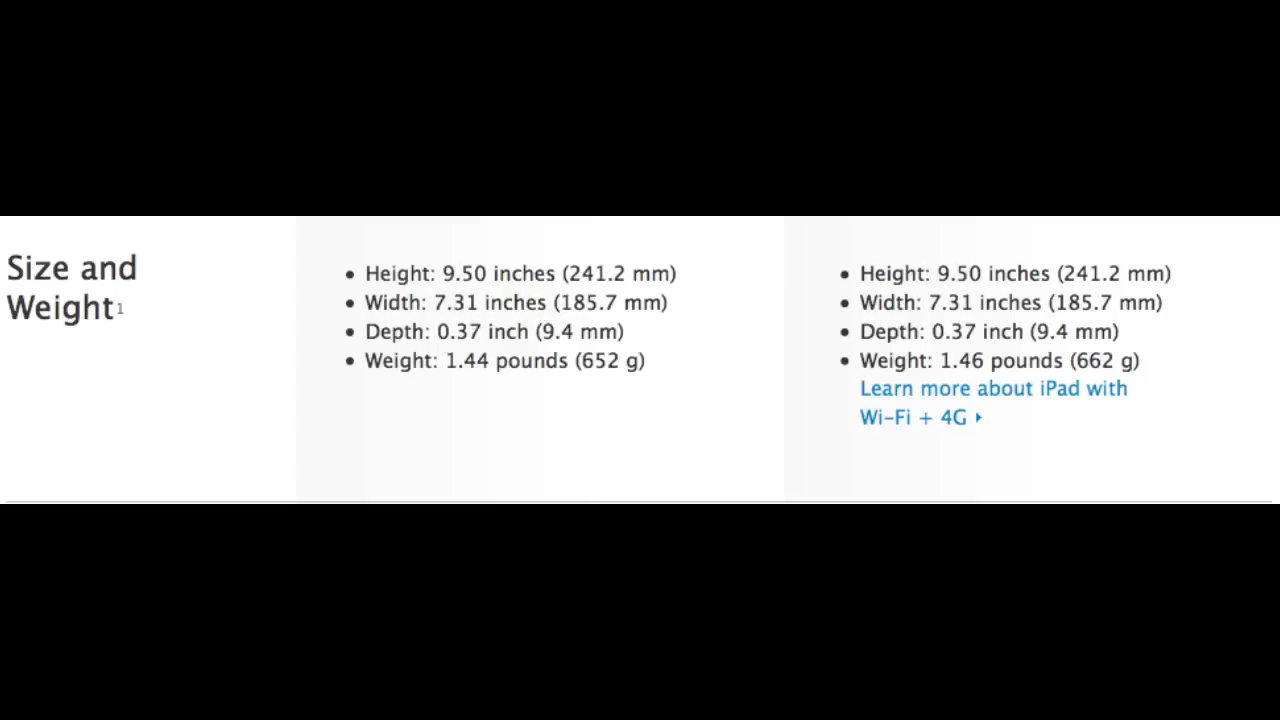 Size and
Weight1
• Height: 9.50 inches (241.2 mm)
• Width: 7.31 inches (185.7 mm)
• Depth: 0.37 inch (9.4 mm)
• Weight: 1.44 pounds (652 g)
• Height: 9.50 inches (241.2 mm)
• Width: 7.31 inches (185.7 mm)
• Depth: 0.37 inch (9.4 mm)
• Weight: 1.46 pounds (662 g)
Learn more about iPad with
Wi-Fi + 4G ▸